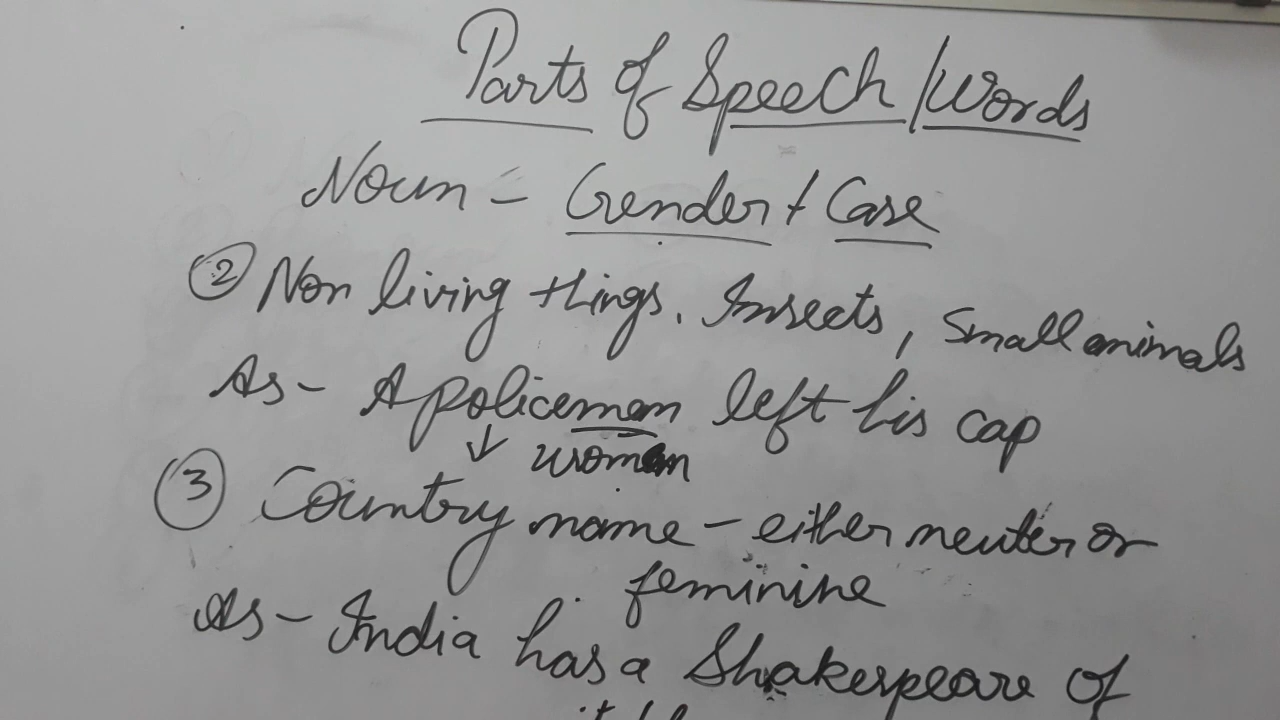 Parts of Speech/Words
Noun - Gender + Case
② Non living things. Insects, Small animals
As - A policeman left his cap
↓ woman
③ Country name - either neuter or
feminine
As - India has a Shakespeare of